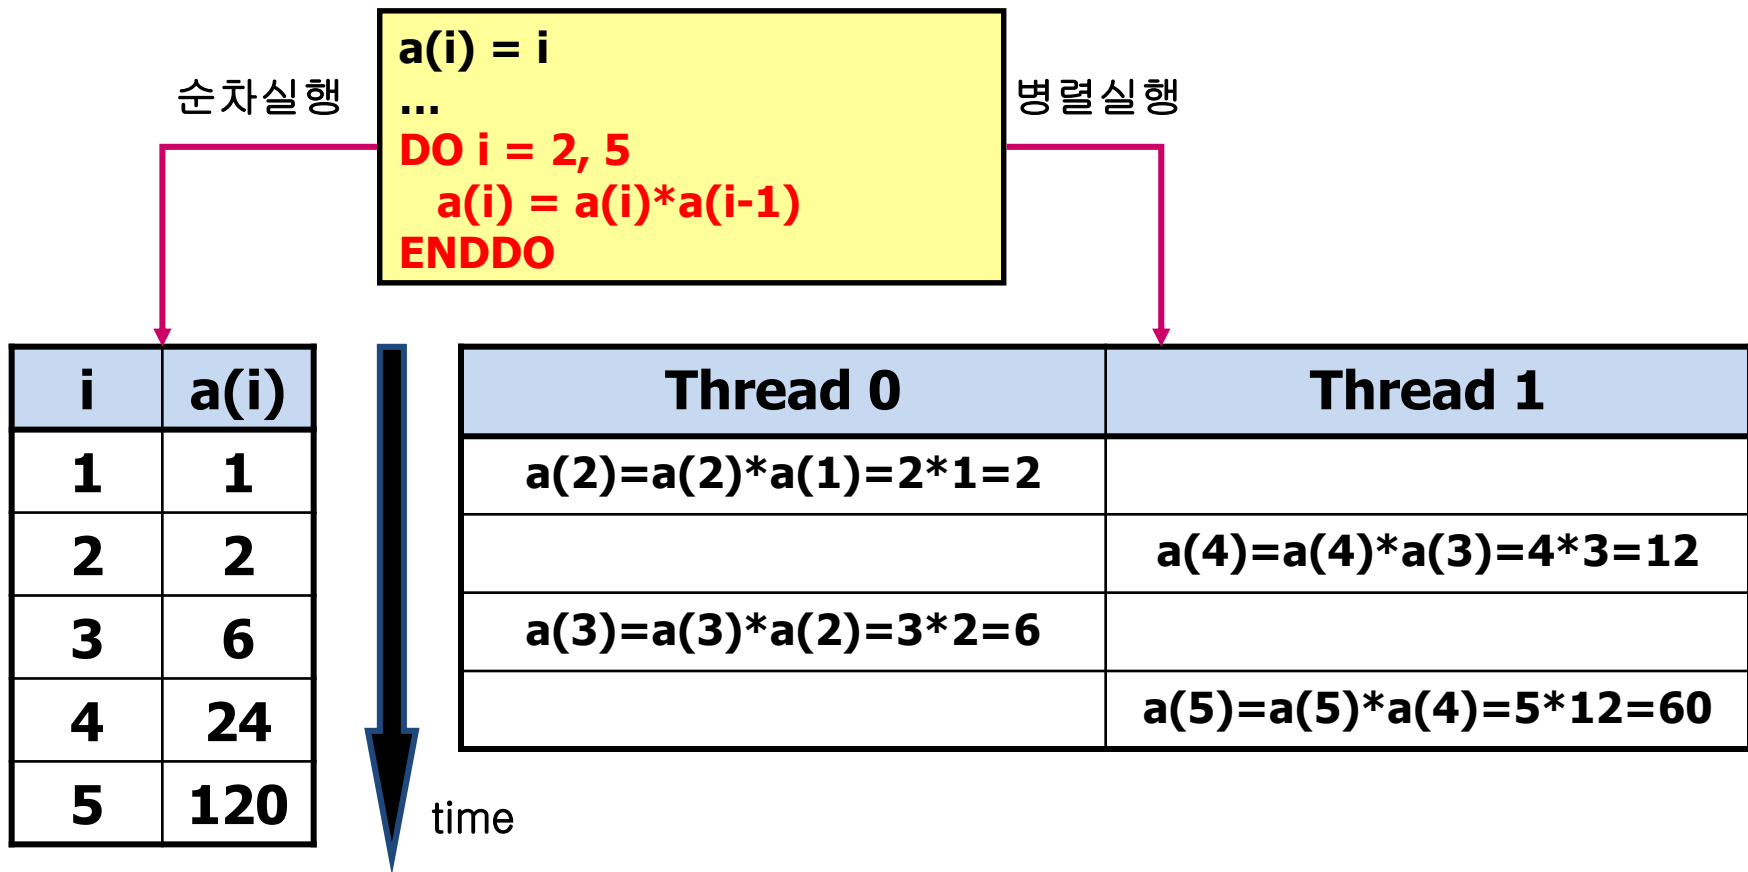 a(i) = i
...
DO i = 2, 5
a(i) = a(i)*a(i-1)
ENDDO
순차실행
병렬실행
i a(i)
1 1
2 2
3 6
4 24
5 120
time
Thread 0 Thread 1
a(2)=a(2)*a(1)=2*1=2
a(4)=a(4)*a(3)=4*3=12
a(3)=a(3)*a(2)=3*2=6
a(5)=a(5)*a(4)=5*12=60